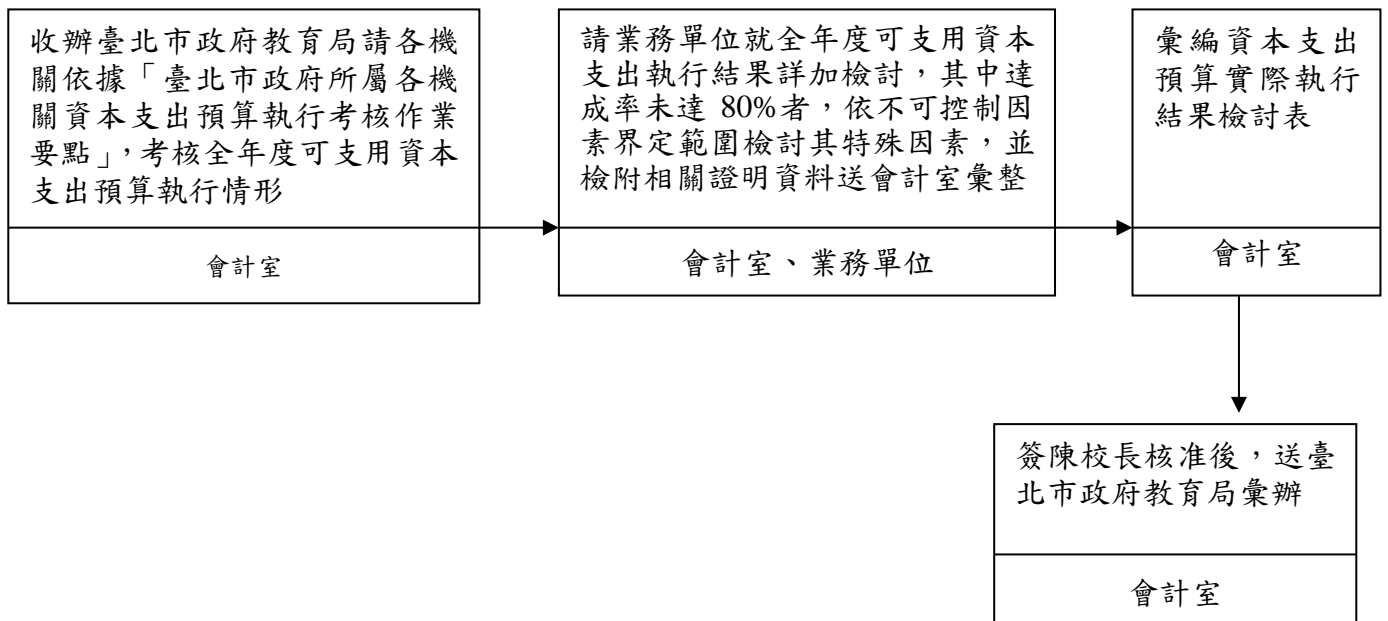 收辦臺北市政府教育局請各機
關依據「臺北市政府所屬各機
關資本支出預算執行考核作業
要點」，考核全年度可支用資本
支出預算執行情形
會計室
請業務單位就全年度可支用資本
支出執行結果詳加檢討，其中達
成率未達 80%者，依不可控制因
素界定範圍檢討其特殊因素，並
檢附相關證明資料送會計室彙整
會計室、業務單位
彙編資本支出
預算實際執行
結果檢討表
會計室
簽陳校長核准後，送臺
北市政府教育局彙辦
會計室